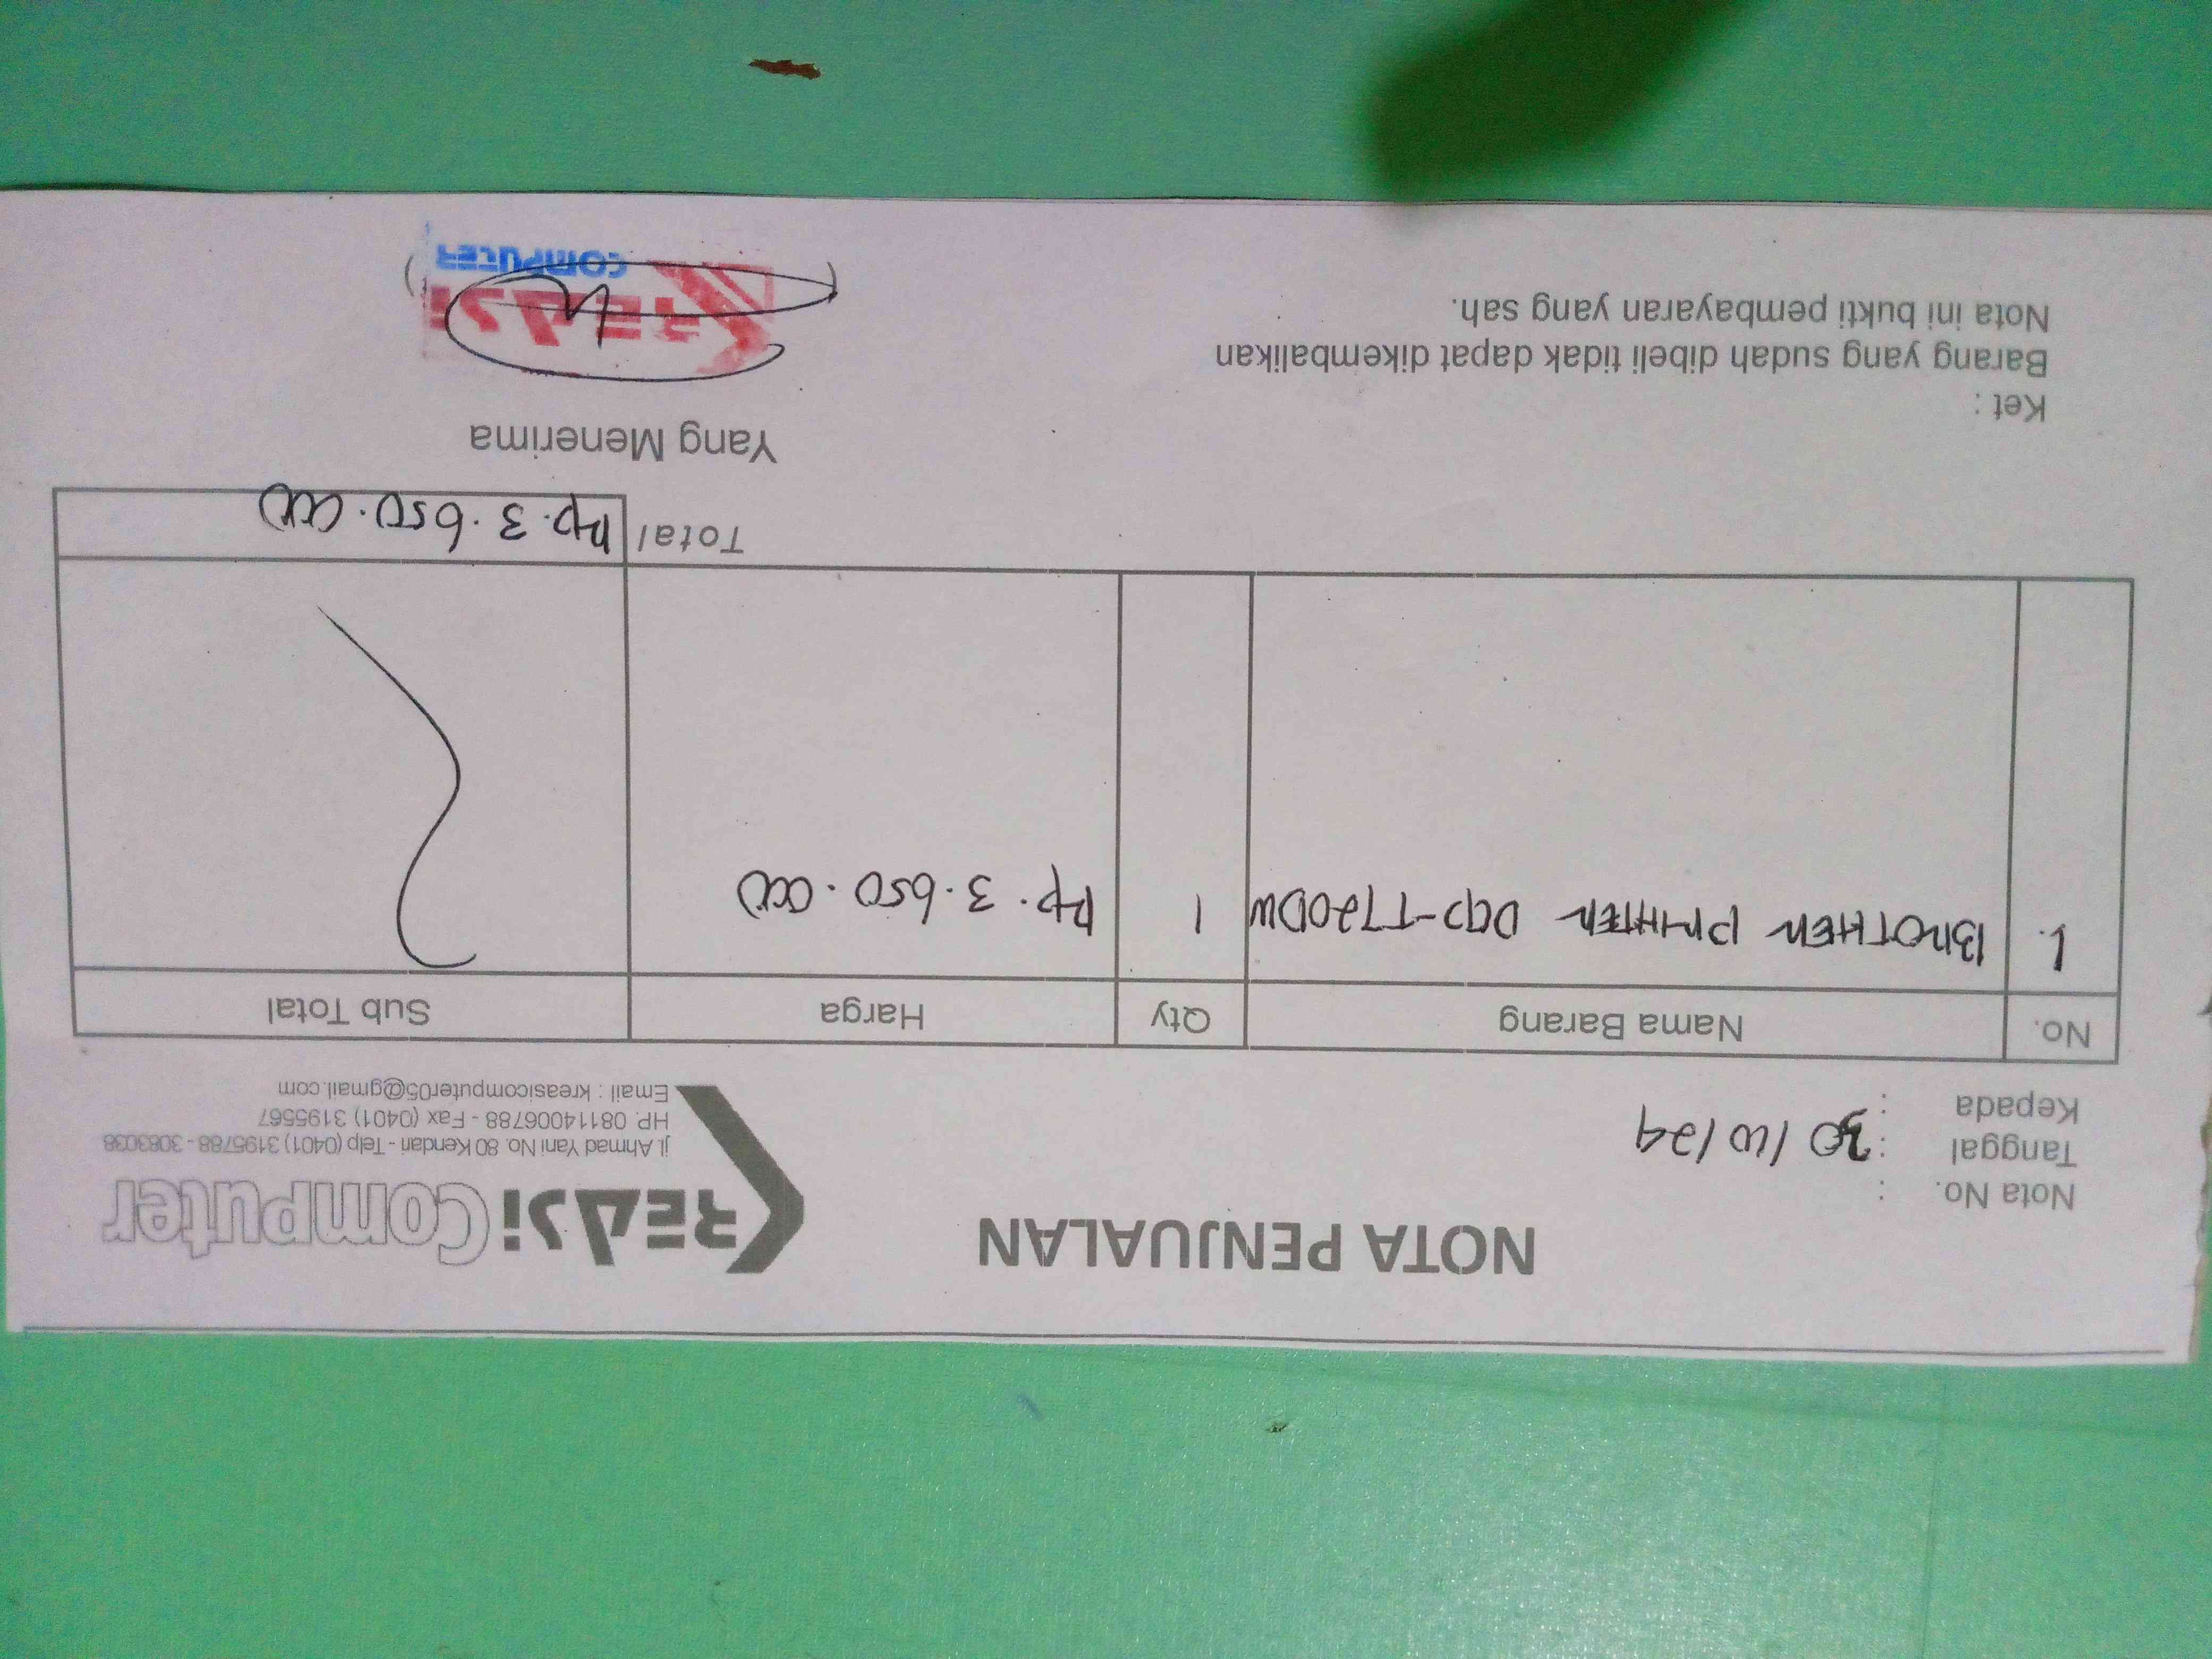 NOTA PENJUALAN
KREASI Computer
jl. Ahmad Yani No. 80 Kendari - Telp (0401) 3195788 - 3083038
HP. 08114006788 - Fax (0401) 3195567
Email : kreasicomputer05@gmail.com
Nota No. :
Tanggal : 30/10/24
Kepada :
No. Nama Barang Qty Harga Sub Total
1. BROTHER PRINTER DCP-T720DW 1 Rp. 3.650.000
Total Rp. 3.650.000
Ket :
Barang yang sudah dibeli tidak dapat dikembalikan
Nota ini bukti pembayaran yang sah.
Yang Menerima
KREASI
COMPUTER
( )